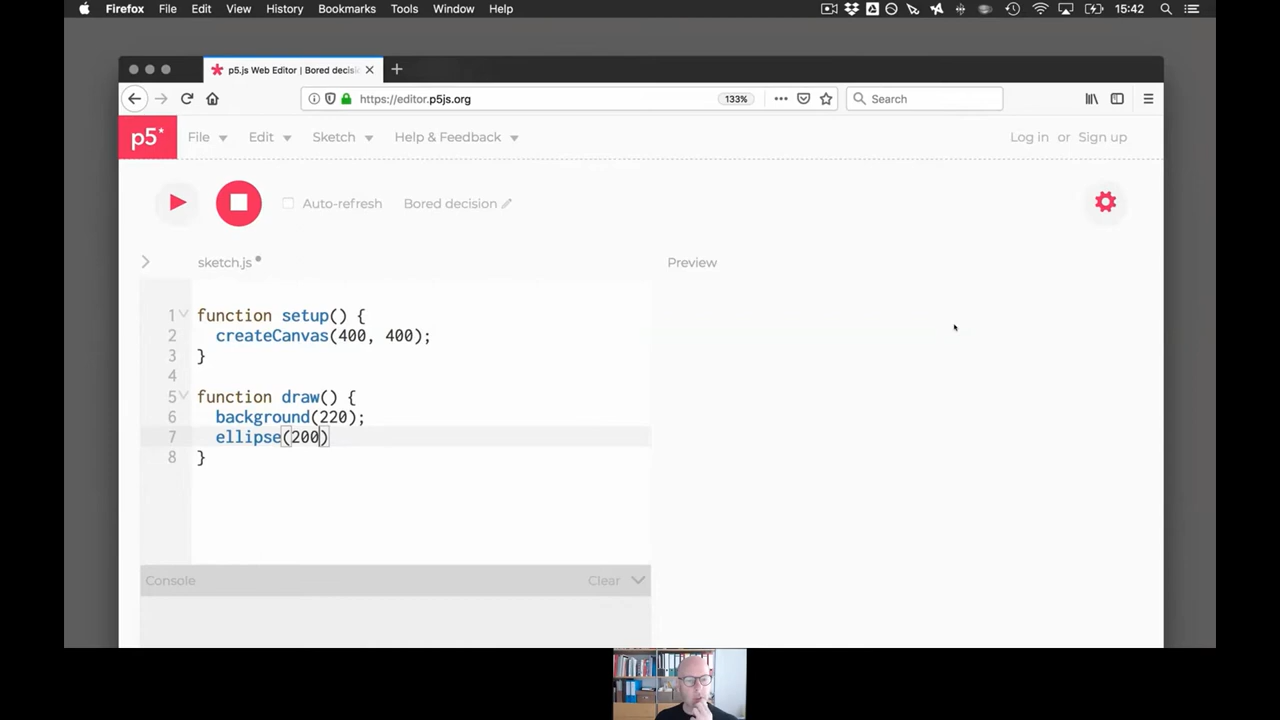 Firefox File Edit View History Bookmarks Tools Window Help 15:42
p5.js Web Editor | Bored decisi
https://editor.p5js.org 133% Search
p5* File Edit Sketch Help & Feedback Log in or Sign up
Auto-refresh Bored decision
sketch.js Preview
1 function setup() {
2 createCanvas(400, 400);
3 }
4
5 function draw() {
6 background(220);
7 ellipse(200)
8 }
Console Clear